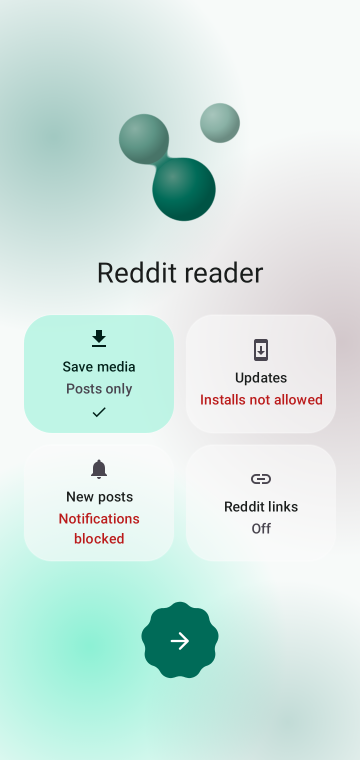 Reddit reader
Save media
Posts only
Updates
Installs not allowed
New posts
Notifications
blocked
Reddit links
Off